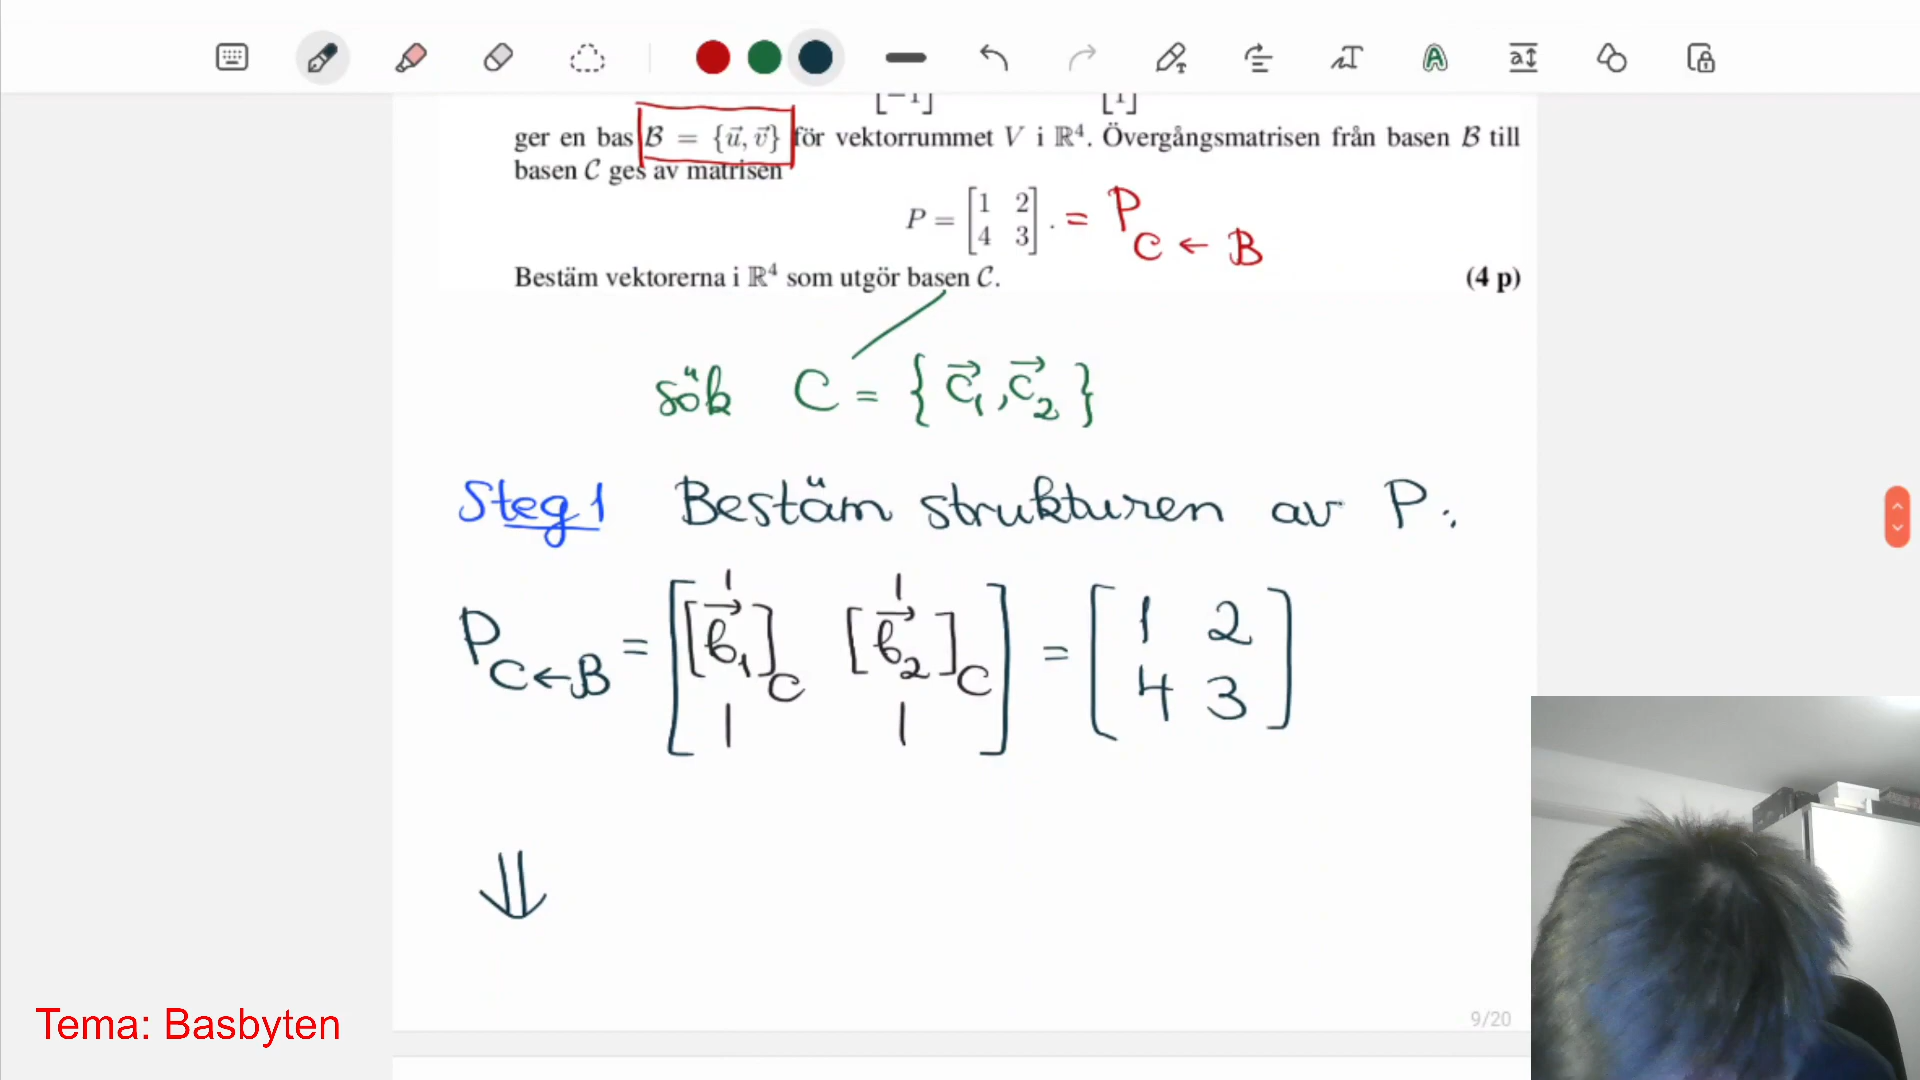 [-1] [1]
ger en bas B = {u⃗, v⃗} för vektorrummet V i ℝ⁴. Övergångsmatrisen från basen B till
basen C ges av matrisen
P = [1 2; 4 3]. = P C ← B
Bestäm vektorerna i ℝ⁴ som utgör basen C. (4 p)
sök C = {c⃗₁, c⃗₂}
Steg 1 Bestäm strukturen av P.
P C←B = [[b⃗₁]C [b⃗₂]C] = [1 2; 4 3]
⇓
9/20
Tema: Basbyten